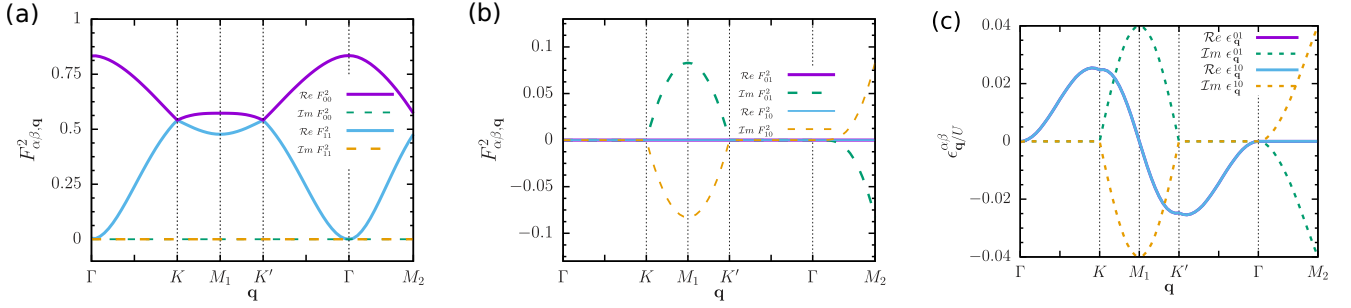 (a)
1
0.75
0.5
0.25
0
F²αβ,q
Re F²00
Im F²00
Re F²11
Im F²11
Γ K M₁ K′ Γ M₂
q
(b)
0.1
0.05
0
−0.05
−0.1
F²αβ,q
Re F²01
Im F²01
Re F²10
Im F²10
Γ K M₁ K′ Γ M₂
q
(c)
0.04
0.02
0
−0.02
−0.04
ϵαβq/U
Re ϵ01q
Im ϵ01q
Re ϵ10q
Im ϵ10q
Γ K M₁ K′ Γ M₂
q